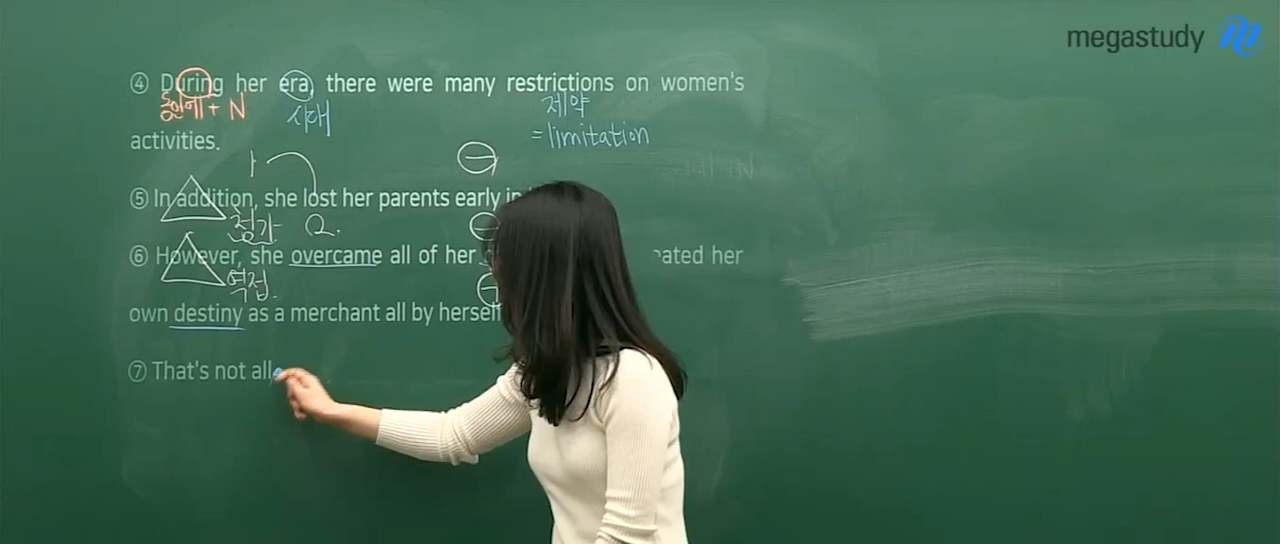 megastudy
④ During her era, there were many restrictions on women's
동안에 + N
시대
제약
= limitation
activities.
⑤ In addition, she lost her parents early in
첨가
⑥ However, she overcame all of her
her
역접.
own destiny as a merchant all by herself
⑦ That's not all